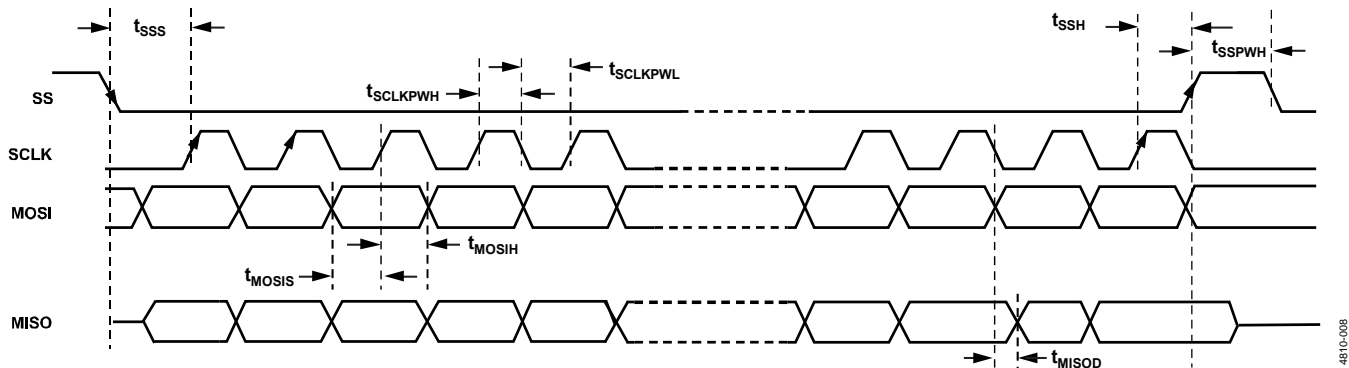 tSSS
tSSH
tSSPWH
tSCLKPWL
tSCLKPWH
SS
SCLK
MOSI
tMOSIH
tMOSIS
MISO
tMISOD
4810-008